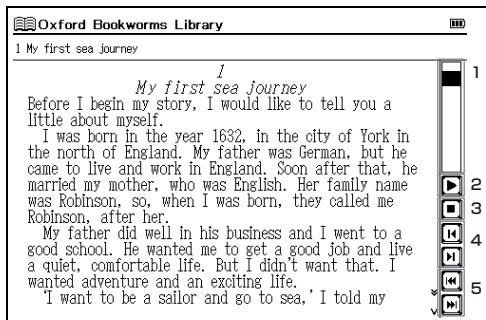 Oxford Bookworms Library
1 My first sea journey
1
My first sea journey
Before I begin my story, I would like to tell you a
little about myself.
I was born in the year 1632, in the city of York in
the north of England. My father was German, but he
came to live and work in England. Soon after that, he
married my mother, who was English. Her family name
was Robinson, so, when I was born, they called me
Robinson, after her.
My father did well in his business and I went to a
good school. He wanted me to get a good job and live
a quiet, comfortable life. But I didn't want that. I
wanted adventure and an exciting life.
'I want to be a sailor and go to sea,' I told my
1
2
3
4
5